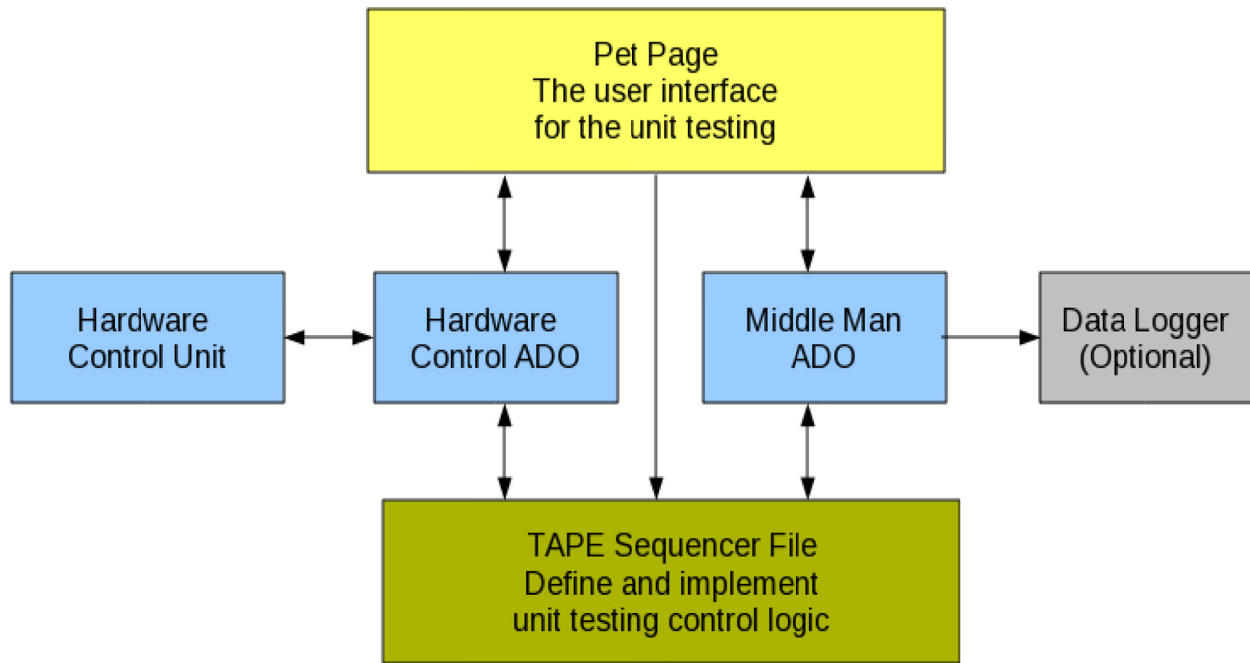 Pet Page
The user interface
for the unit testing
Hardware
Control Unit
Hardware
Control ADO
Middle Man
ADO
Data Logger
(Optional)
TAPE Sequencer File
Define and implement
unit testing control logic